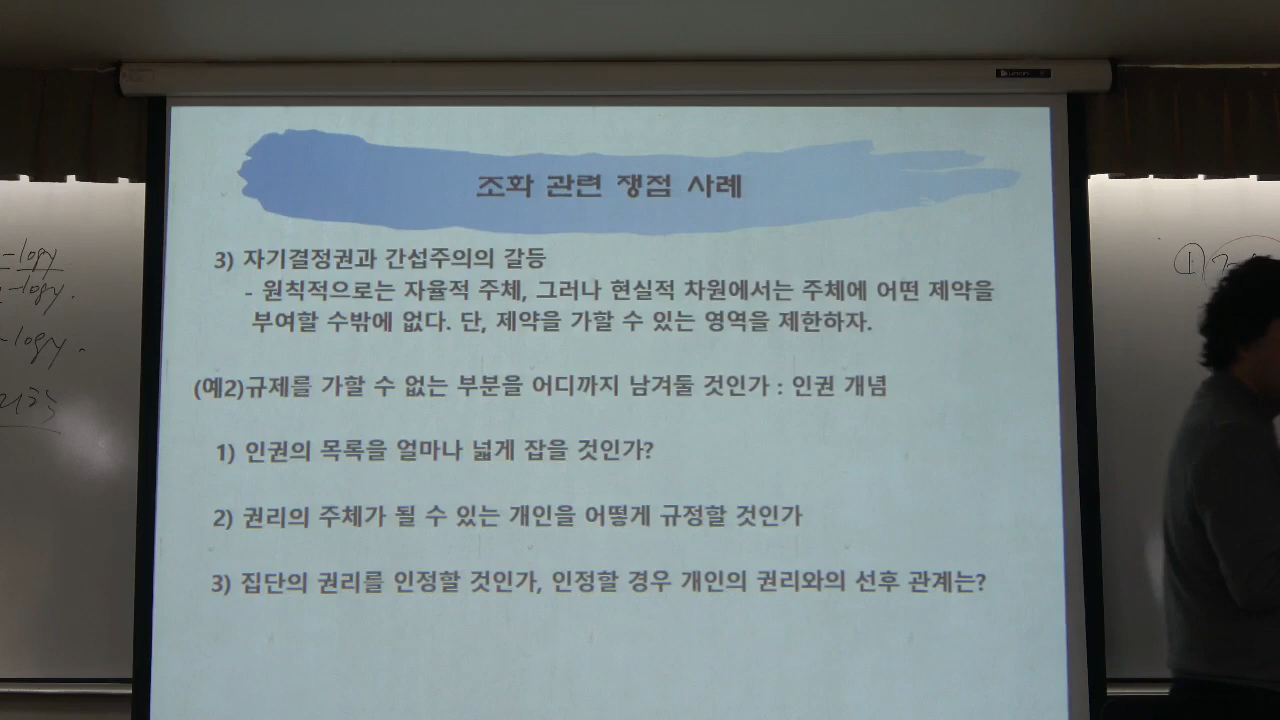 조화 관련 쟁점 사례
3) 자기결정권과 간섭주의의 갈등
- 원칙적으로는 자율적 주체, 그러나 현실적 차원에서는 주체에 어떤 제약을
부여할 수밖에 없다. 단, 제약을 가할 수 있는 영역을 제한하자.
(예2)규제를 가할 수 없는 부분을 어디까지 남겨둘 것인가 : 인권 개념
1) 인권의 목록을 얼마나 넓게 잡을 것인가?
2) 권리의 주체가 될 수 있는 개인을 어떻게 규정할 것인가
3) 집단의 권리를 인정할 것인가, 인정할 경우 개인의 권리와의 선후 관계는?
-logy
-logy.
-logy.
①